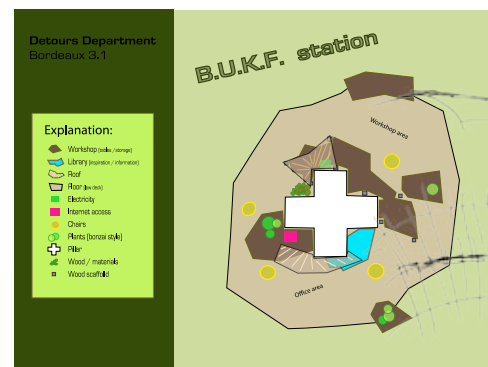 Detours Department
Bordeaux 3.1
B.U.K.F. station
Explanation:
Workshop (tables / storage)
Library (inspiration / information)
Roof
Floor (low deck)
Electricity
Internet access
Chairs
Plants (bonzai style)
Pillar
Wood / materials
Wood scaffold
Workshop area
Office area